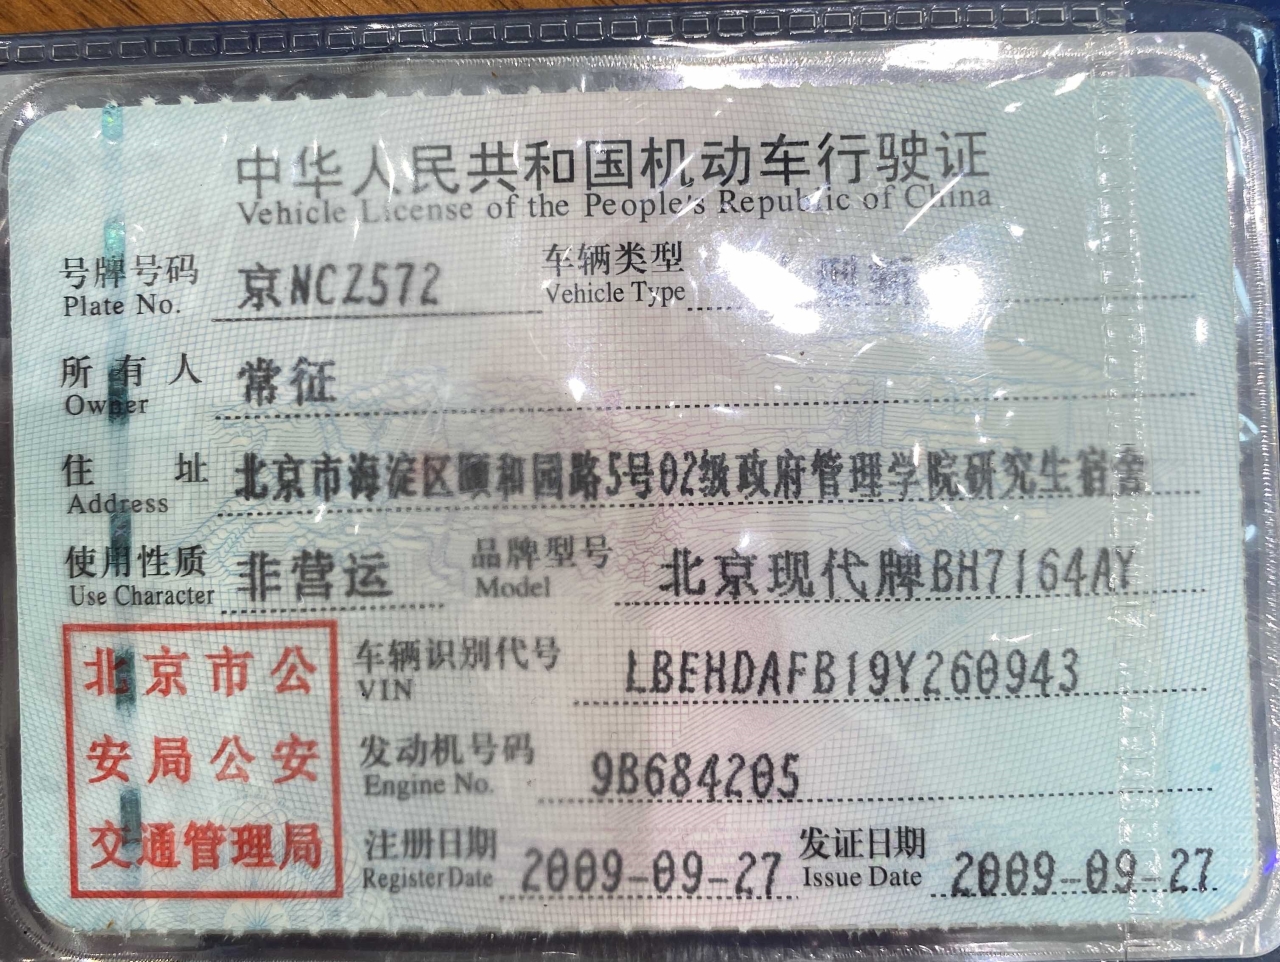 中华人民共和国机动车行驶证
Vehicle License of the People's Republic of China
号牌号码 京NCZ572 车辆类型
Plate No. Vehicle Type
所有人 常征
Owner
住址 北京市海淀区颐和园路5号02级政府管理学院研究生宿舍
Address
使用性质 非营运 品牌型号 北京现代牌BH7164AY
Use Character Model
北京市公
安局公安
交通管理局
车辆识别代号 LBEHDAFB19Y260943
VIN
发动机号码 9B684205
Engine No.
注册日期 2009-09-27 发证日期 2009-09-27
Register Date Issue Date